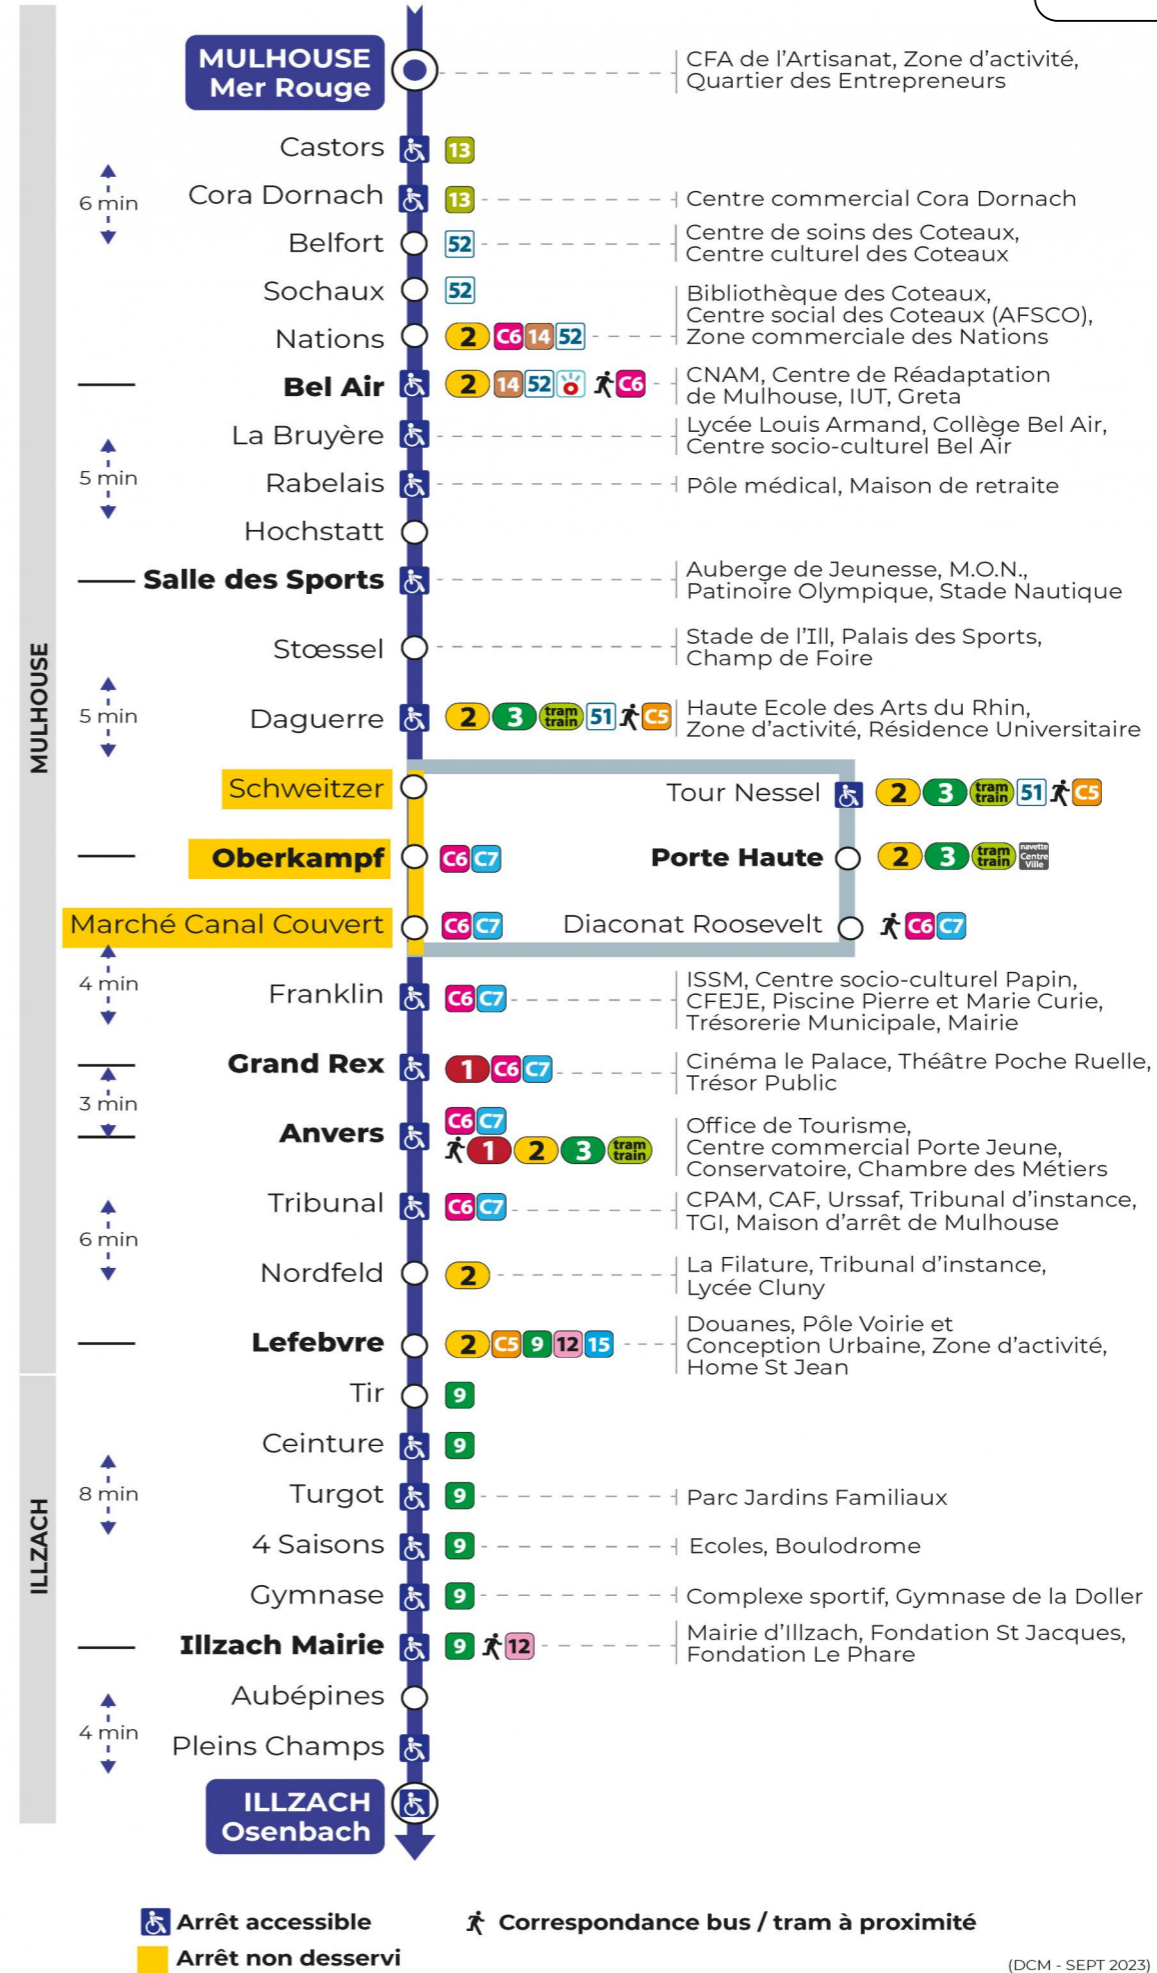 MULHOUSE
Mer Rouge
CFA de l'Artisanat, Zone d'activité,
Quartier des Entrepreneurs
Castors 13
6 min
Cora Dornach 13 Centre commercial Cora Dornach
Belfort 52 Centre de soins des Coteaux,
Centre culturel des Coteaux
Sochaux 52
Nations 2 C6 14 52 Bibliothèque des Coteaux,
Centre social des Coteaux (AFSCO),
Zone commerciale des Nations
Bel Air 2 14 52 C6 CNAM, Centre de Réadaptation
de Mulhouse, IUT, Greta
La Bruyère Lycée Louis Armand, Collège Bel Air,
Centre socio-culturel Bel Air
5 min
Rabelais Pôle médical, Maison de retraite
Hochstatt
Salle des Sports Auberge de Jeunesse, M.O.N.,
Patinoire Olympique, Stade Nautique
MULHOUSE
Stœssel Stade de l'Ill, Palais des Sports,
Champ de Foire
5 min
Daguerre 2 3 tram train 51 C5 Haute Ecole des Arts du Rhin,
Zone d'activité, Résidence Universitaire
Schweitzer Tour Nessel 2 3 tram train 51 C5
Oberkampf C6 C7 Porte Haute 2 3 tram train navette Centre Ville
Marché Canal Couvert C6 C7 Diaconat Roosevelt C6 C7
4 min
Franklin C6 C7 ISSM, Centre socio-culturel Papin,
CFEJE, Piscine Pierre et Marie Curie,
Trésorerie Municipale, Mairie
Grand Rex 1 C6 C7 Cinéma le Palace, Théâtre Poche Ruelle,
Trésor Public
3 min
Anvers C6 C7
1 2 3 tram train
Office de Tourisme,
Centre commercial Porte Jeune,
Conservatoire, Chambre des Métiers
Tribunal C6 C7 CPAM, CAF, Urssaf, Tribunal d'instance,
TGI, Maison d'arrêt de Mulhouse
6 min
Nordfeld 2 La Filature, Tribunal d'instance,
Lycée Cluny
Lefebvre 2 C5 9 12 15 Douanes, Pôle Voirie et
Conception Urbaine, Zone d'activité,
Home St Jean
Tir 9
Ceinture 9
8 min
Turgot 9 Parc Jardins Familiaux
ILLZACH
4 Saisons 9 Ecoles, Boulodrome
Gymnase 9 Complexe sportif, Gymnase de la Doller
Illzach Mairie 9 12 Mairie d'Illzach, Fondation St Jacques,
Fondation Le Phare
Aubépines
4 min
Pleins Champs
ILLZACH
Osenbach
Arrêt accessible
Correspondance bus / tram à proximité
Arrêt non desservi
(DCM - SEPT 2023)